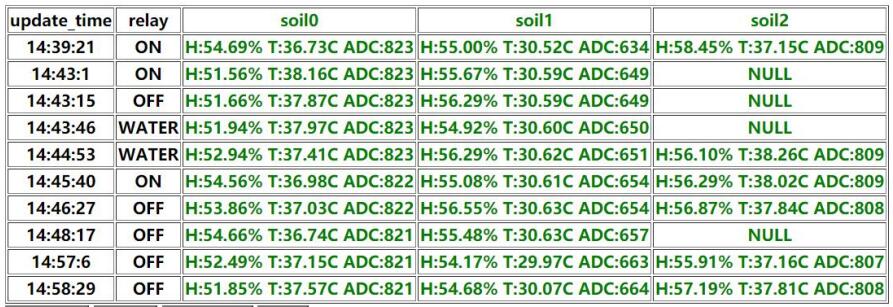 update_time relay soil0 soil1 soil2
14:39:21 ON H:54.69% T:36.73C ADC:823 H:55.00% T:30.52C ADC:634 H:58.45% T:37.15C ADC:809
14:43:1 ON H:51.56% T:38.16C ADC:823 H:55.67% T:30.59C ADC:649 NULL
14:43:15 OFF H:51.66% T:37.87C ADC:823 H:56.29% T:30.59C ADC:649 NULL
14:43:46 WATER H:51.94% T:37.97C ADC:823 H:54.92% T:30.60C ADC:650 NULL
14:44:53 WATER H:52.94% T:37.41C ADC:823 H:56.29% T:30.62C ADC:651 H:56.10% T:38.26C ADC:809
14:45:40 ON H:54.56% T:36.98C ADC:822 H:55.08% T:30.61C ADC:654 H:56.29% T:38.02C ADC:809
14:46:27 OFF H:53.86% T:37.03C ADC:822 H:56.55% T:30.63C ADC:654 H:56.87% T:37.84C ADC:808
14:48:17 OFF H:54.66% T:36.74C ADC:821 H:55.48% T:30.63C ADC:657 NULL
14:57:6 OFF H:52.49% T:37.15C ADC:821 H:54.17% T:29.97C ADC:663 H:55.91% T:37.16C ADC:807
14:58:29 OFF H:51.85% T:37.57C ADC:821 H:54.68% T:30.07C ADC:664 H:57.19% T:37.81C ADC:808